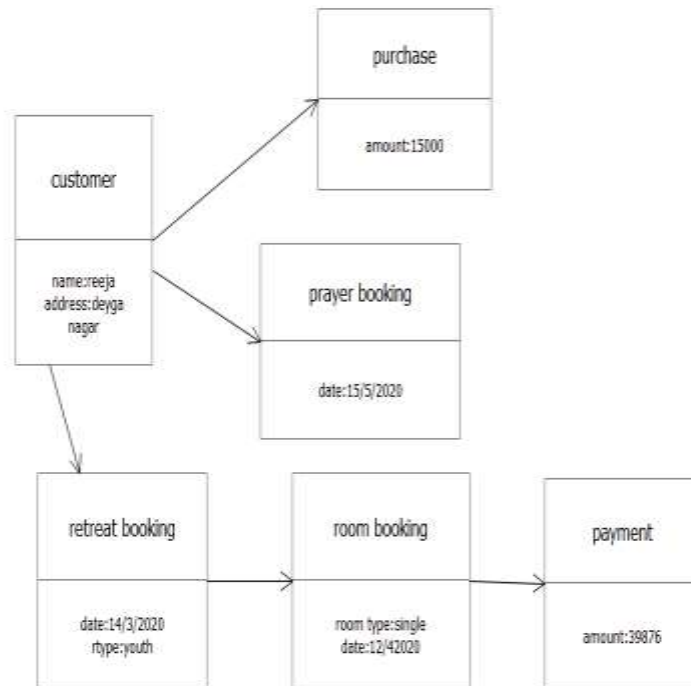 purchase
amount:15000
customer
name:reeja
address:deyga
nagar
prayer booking
date:15/5/2020
retreat booking
date:14/3/2020
rtype:youth
room booking
room type:single
date:12/42020
payment
amount:39876